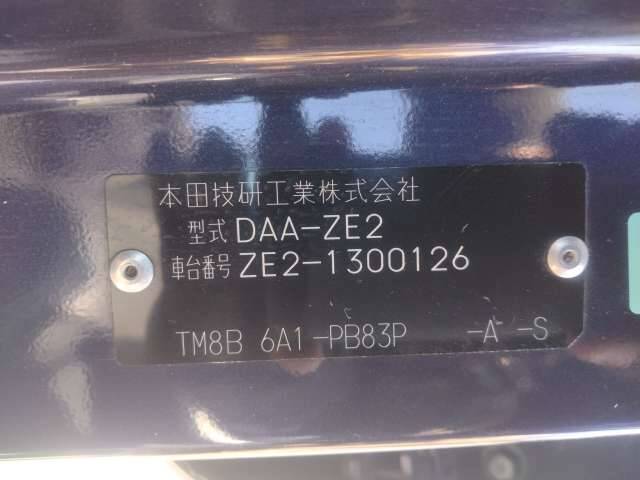 本田技研工業株式会社
型式 DAA-ZE2
車台番号 ZE2-1300126
TM8B 6A1-PB83P -A -S